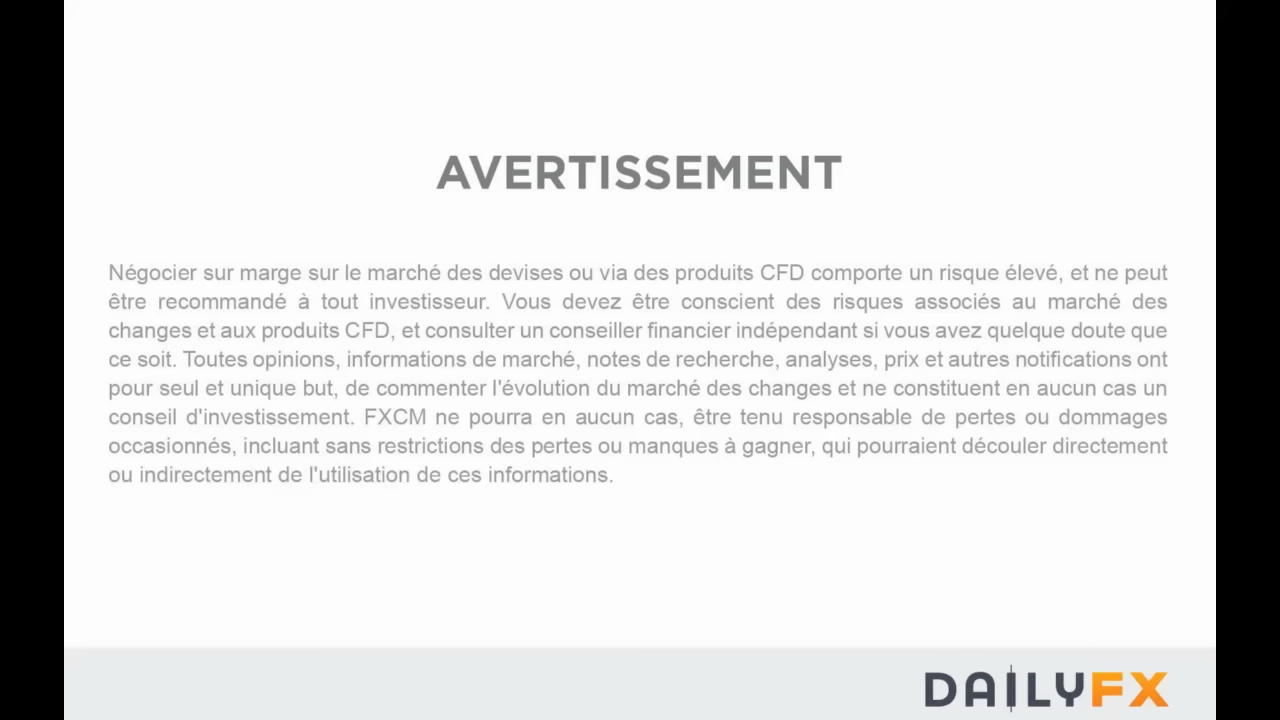 AVERTISSEMENT
Négocier sur marge sur le marché des devises ou via des produits CFD comporte un risque élevé, et ne peut
être recommandé à tout investisseur. Vous devez être conscient des risques associés au marché des
changes et aux produits CFD, et consulter un conseiller financier indépendant si vous avez quelque doute que
ce soit. Toutes opinions, informations de marché, notes de recherche, analyses, prix et autres notifications ont
pour seul et unique but, de commenter l'évolution du marché des changes et ne constituent en aucun cas un
conseil d'investissement. FXCM ne pourra en aucun cas, être tenu responsable de pertes ou dommages
occasionnés, incluant sans restrictions des pertes ou manques à gagner, qui pourraient découler directement
ou indirectement de l'utilisation de ces informations.
DAILYFX